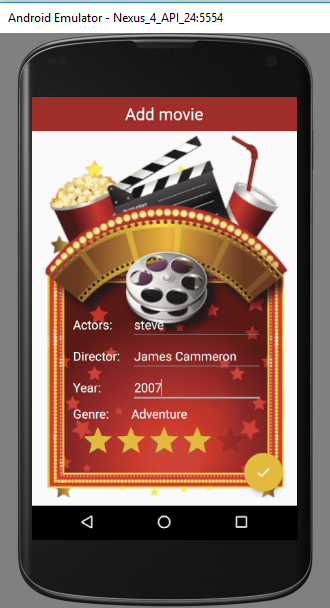 Android Emulator - Nexus_4_API_24:5554
Add movie
Actors: steve
Director: James Cammeron
Year: 2007
Genre: Adventure